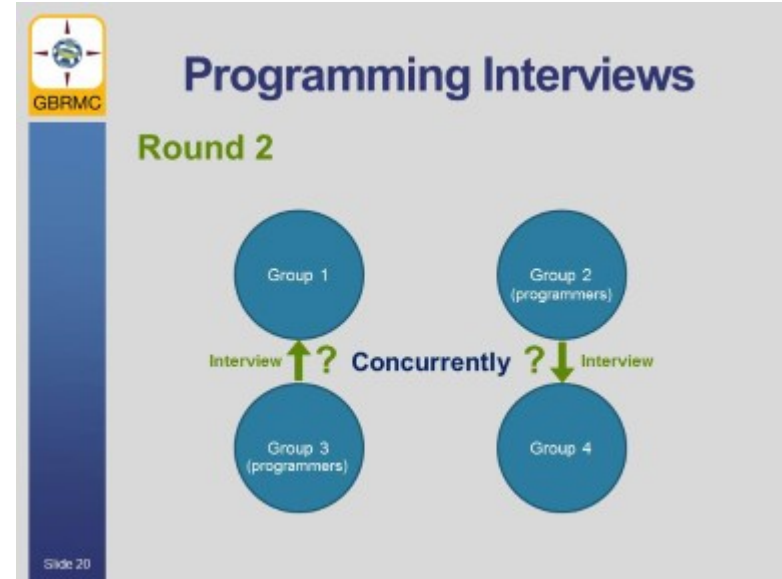 GBRMC
Programming Interviews
Round 2
Group 1
Group 2
(programmers)
Interview ? Concurrently ? Interview
Group 3
(programmers)
Group 4
Slide 20